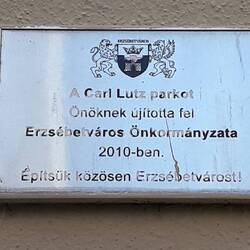 ERZSÉBETVÁROS
A Carl Lutz parkot
Önöknek újította fel
Erzsébetváros Önkormányzata
2010-ben.
Építsük közösen Erzsébetvárost!